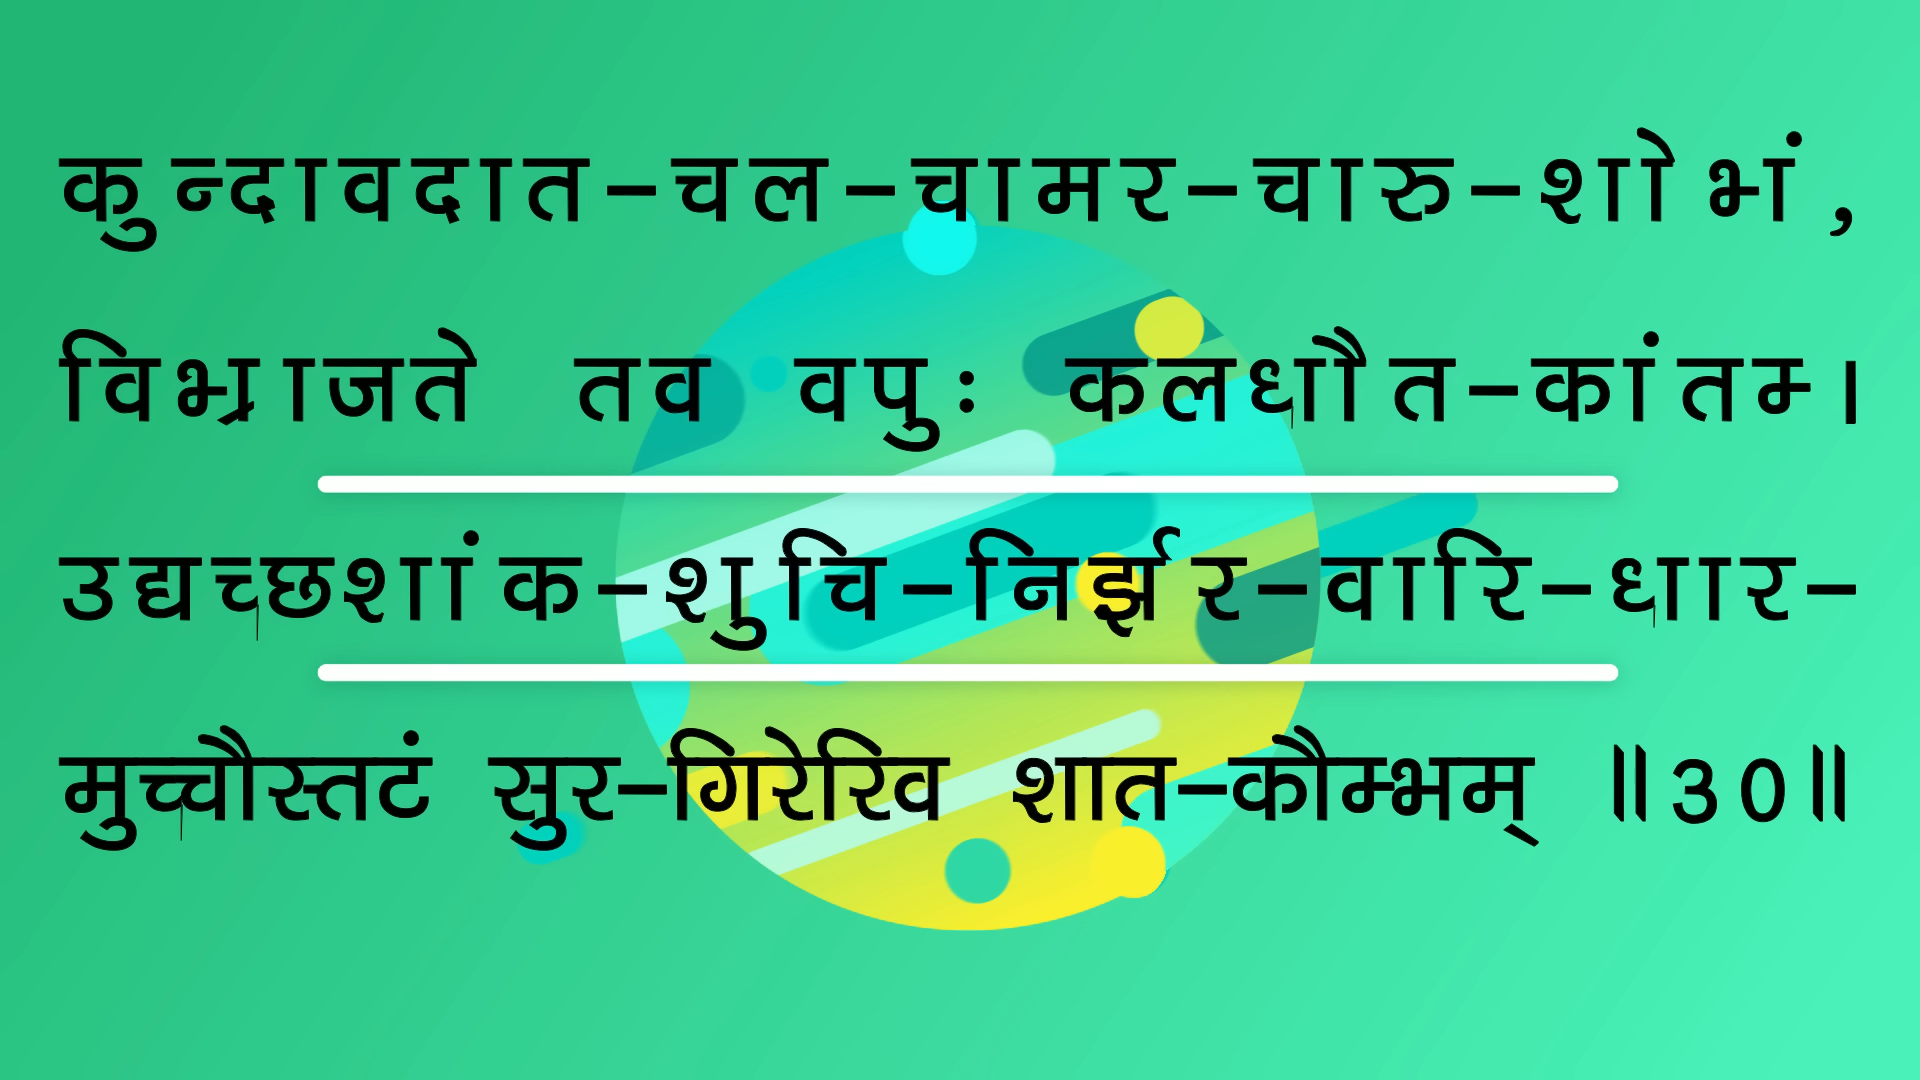 कुन्दावदात-चल-चामर-चारु-शोभां,
विभ्राजते तव वपुः कलधौत-कांतम्।
उद्यच्छशांक-शुचि-निर्झर-वारि-धार-
मुच्चौस्तटं सुर-गिरेरिव शात-कौम्भम् ॥३०॥